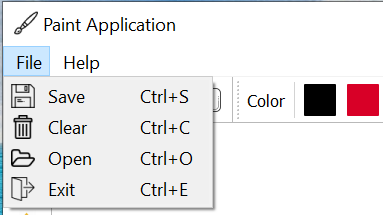 Paint Application
File Help
Save Ctrl+S
Clear Ctrl+C
Open Ctrl+O
Exit Ctrl+E
Color